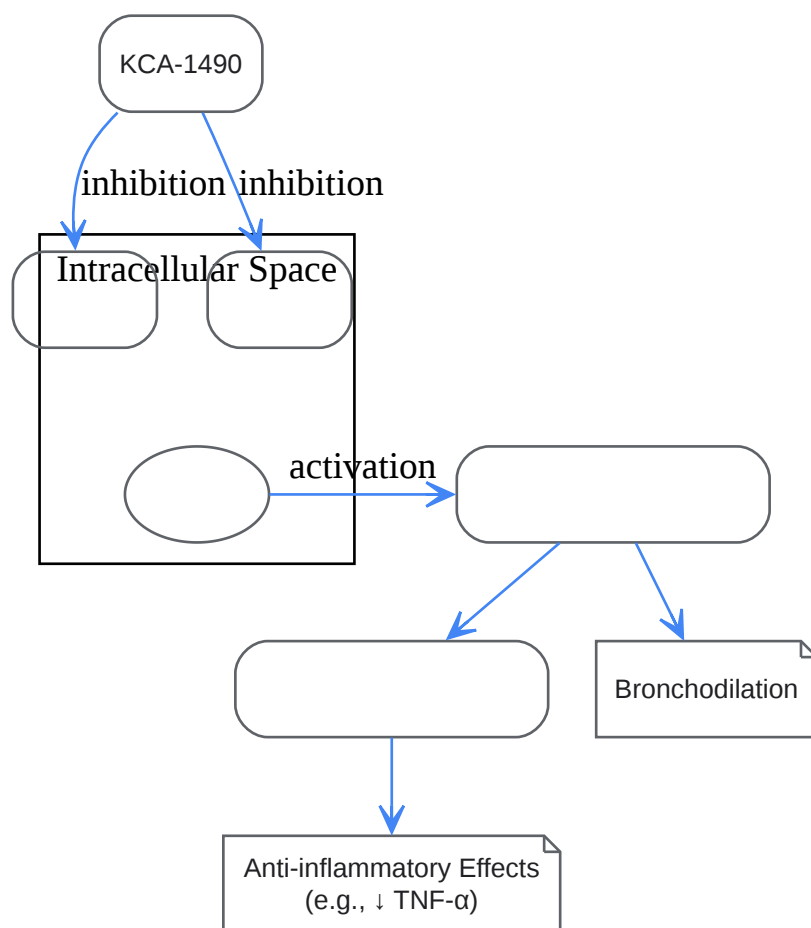 KCA-1490
inhibition
inhibition
Intracellular Space
activation
Bronchodilation
Anti-inflammatory Effects
(e.g., ↓ TNF-α)